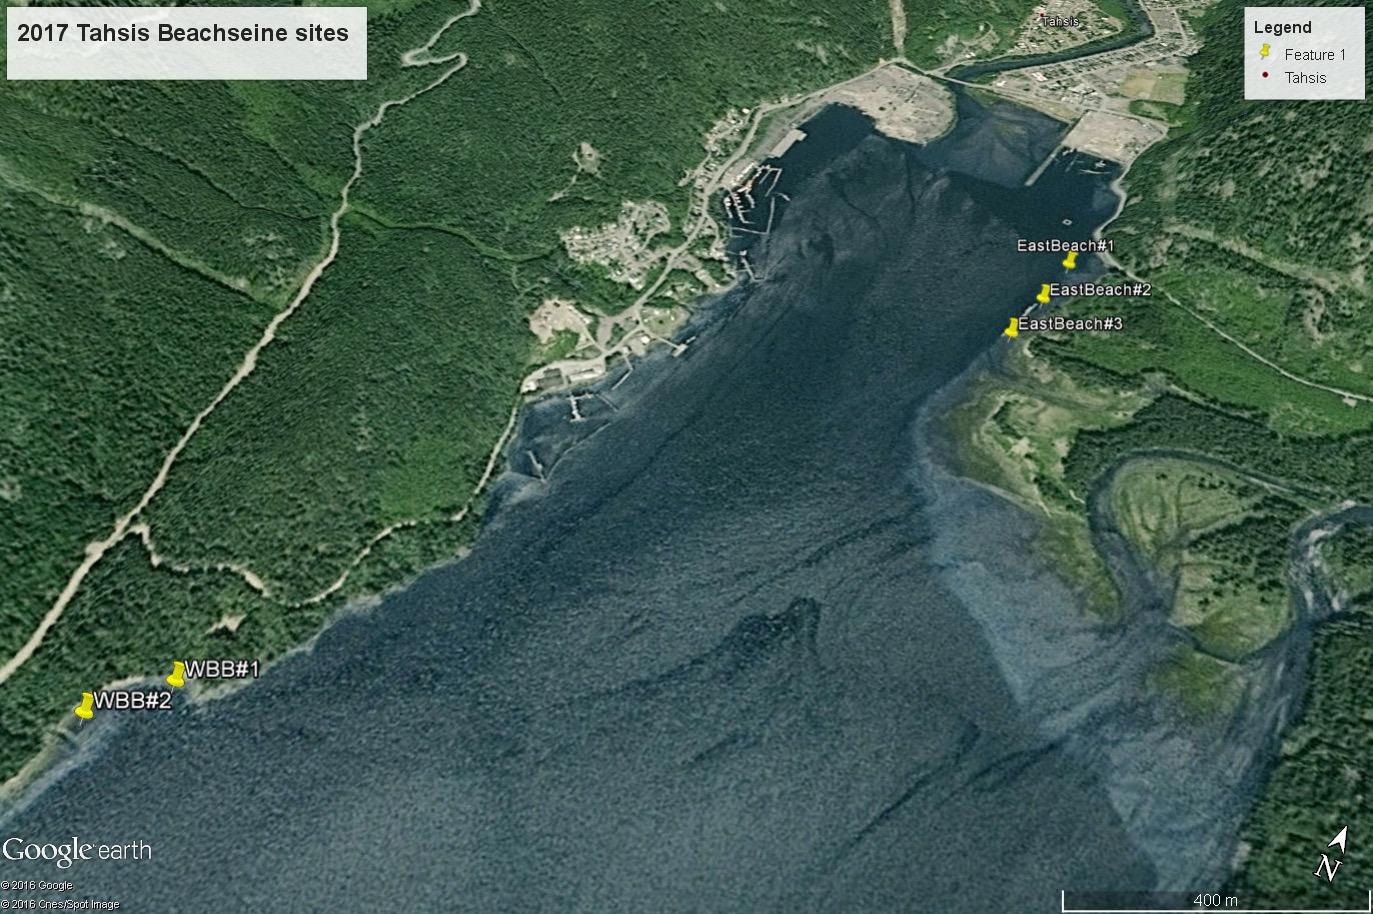 2017 Tahsis Beachseine sites
Legend
Feature 1
Tahsis
Tahsis
EastBeach#1
EastBeach#2
EastBeach#3
WBB#1
WBB#2
Google earth
© 2016 Google
© 2016 Cnes/Spot Image
N
400 m